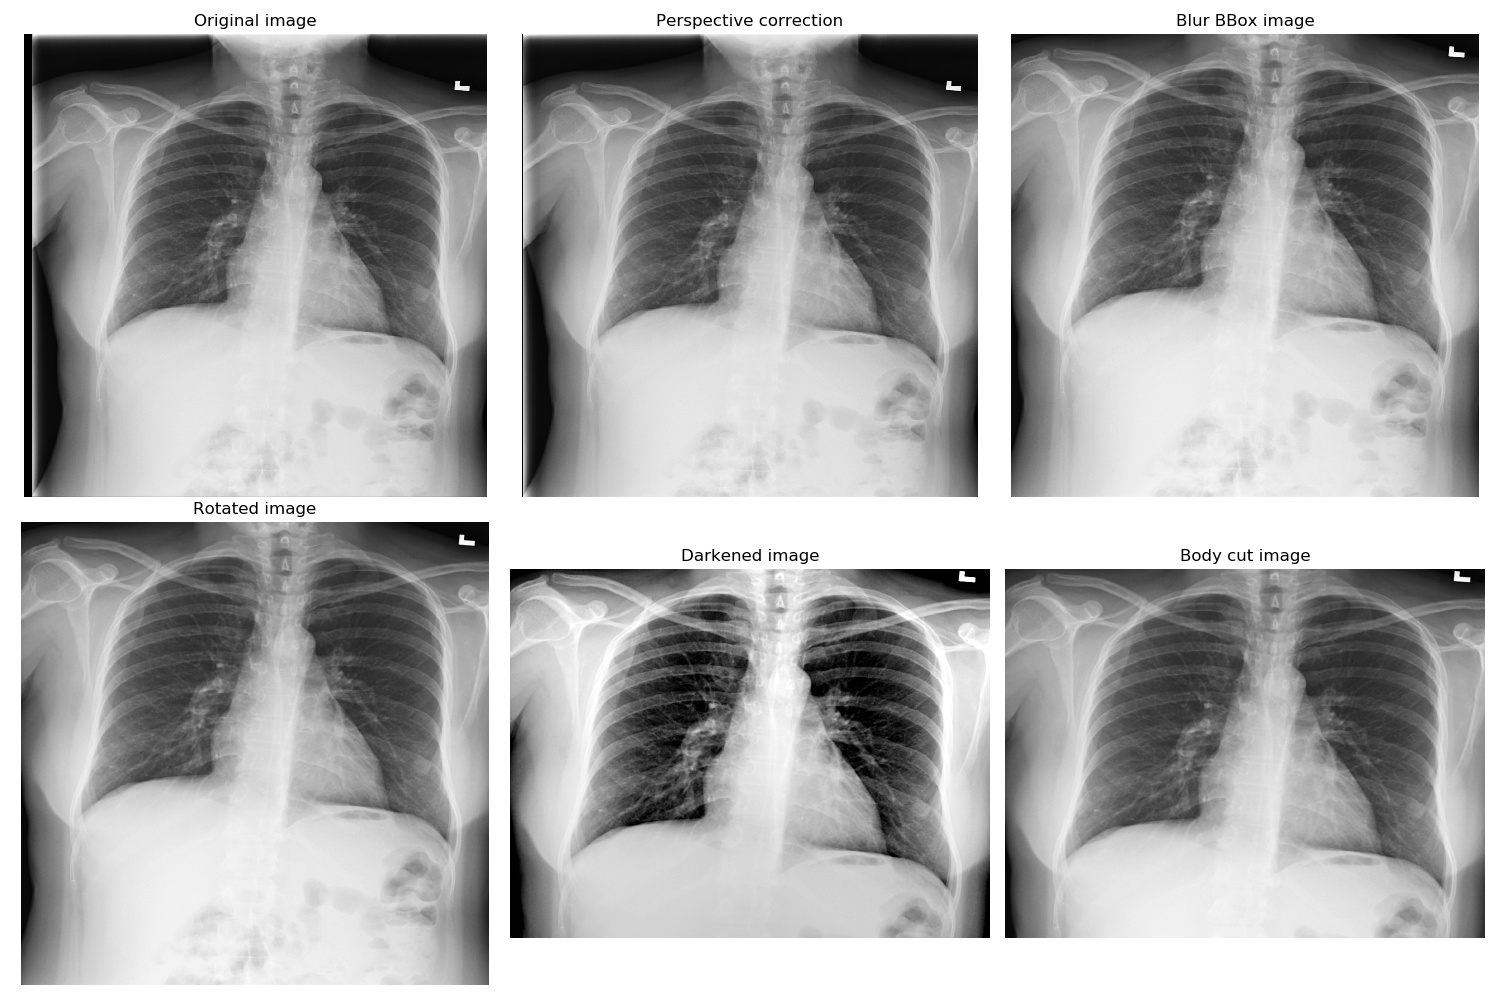 Original image
Perspective correction
Blur BBox image
L
L
L
Rotated image
L
Darkened image
Body cut image
L
L